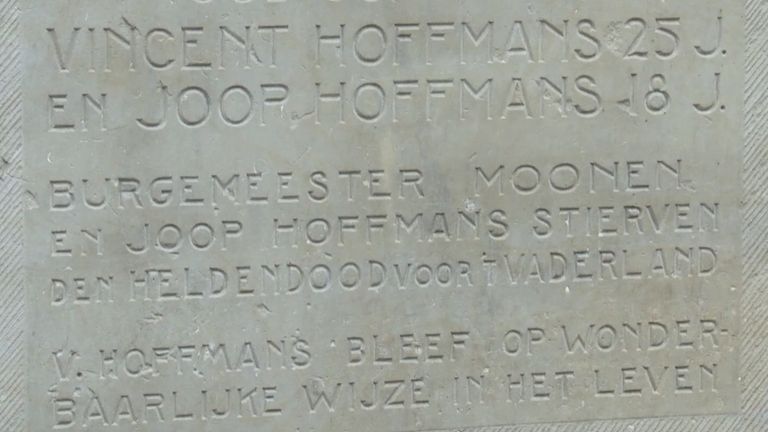 VINCENT HOFFMANS 25 J.
EN JOOP HOFFMANS 18 J.
BURGEMEESTER MOONEN
EN JOOP HOFFMANS STIERVEN
DEN HELDENDOOD VOOR T VADERLAND
V. HOFFMANS BLEEF OP WONDER-
BAARLIJKE WIJZE IN HET LEVEN